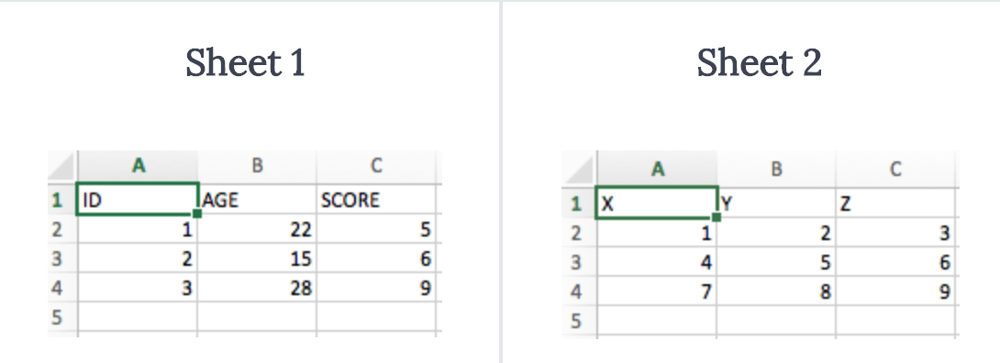 Sheet 1
A B C
1 ID AGE SCORE
2 1 22 5
3 2 15 6
4 3 28 9
5
Sheet 2
A B C
1 X Y Z
2 1 2 3
3 4 5 6
4 7 8 9
5